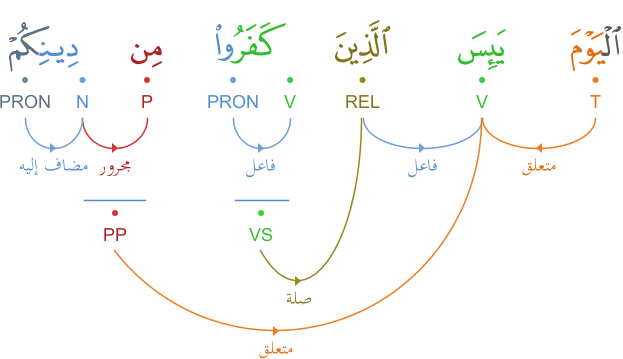 ٱلْيَوْمَ يَئِسَ ٱلَّذِينَ كَفَرُوا۟ مِن دِينِكُمْ
T V REL V PRON P N PRON
متعلق فاعل فاعل مجرور مضاف إليه
VS PP
صلة
متعلق